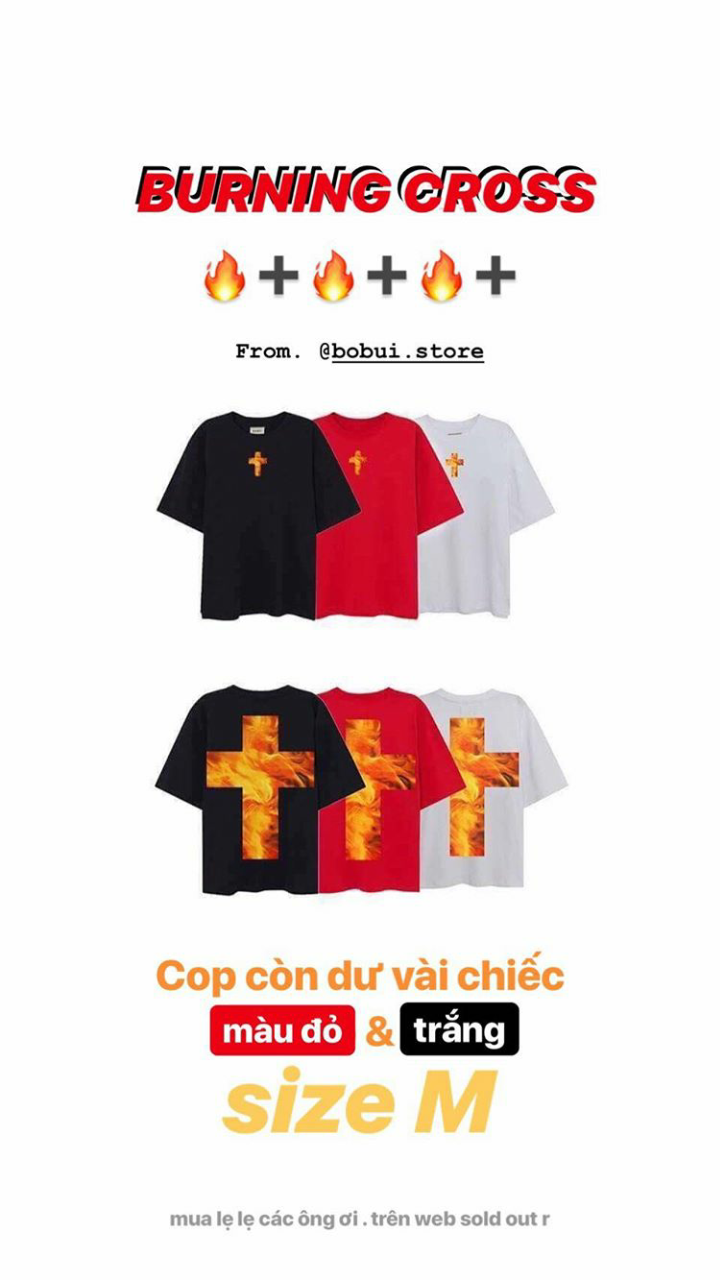 BURNING CROSS
From. @bobui.store
Cop còn dư vài chiếc
màu đỏ & trắng
size M
mua lẹ lẹ các ông ơi . trên web sold out r